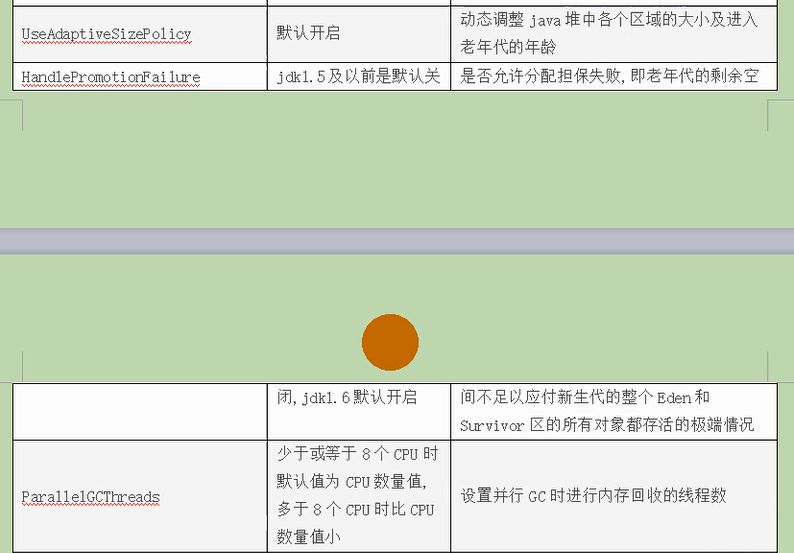 UseAdaptiveSizePolicy
默认开启
动态调整 java 堆中各个区域的大小及进入
老年代的年龄
HandlePromotionFailure
jdk1.5 及以前是默认关
是否允许分配担保失败,即老年代的剩余空
闭,jdk1.6 默认开启
间不足以应付新生代的整个 Eden 和
Survivor 区的所有对象都存活的极端情况
ParallelGCThreads
少于或等于 8 个 CPU 时
默认值为 CPU 数量值,
多于 8 个 CPU 时比 CPU
数量值小
设置并行 GC 时进行内存回收的线程数